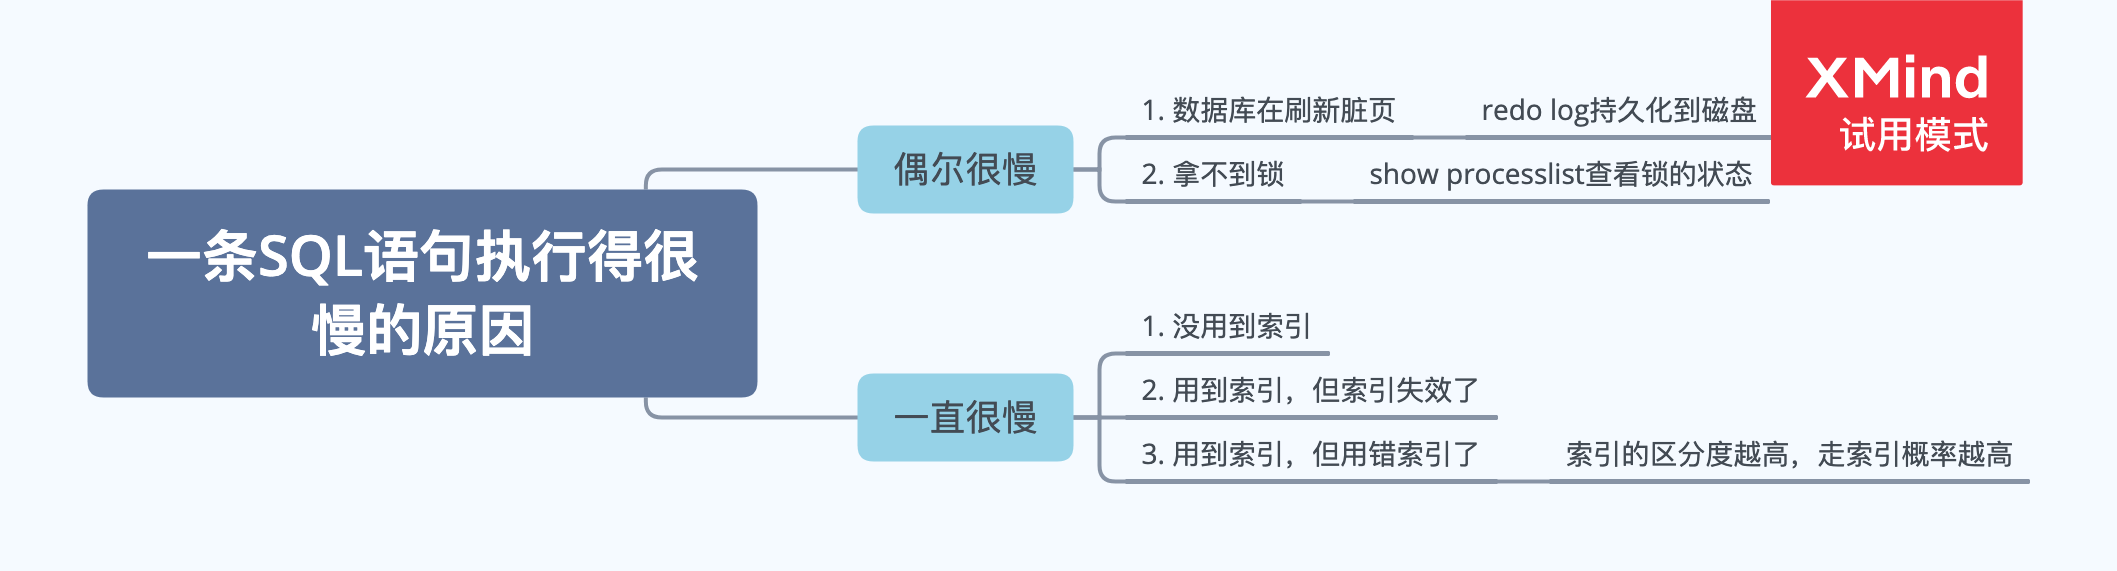 一条SQL语句执行得很
慢的原因
偶尔很慢
1. 数据库在刷新脏页
redo log持久化到磁盘
2. 拿不到锁
show processlist查看锁的状态
一直很慢
1. 没用到索引
2. 用到索引，但索引失效了
3. 用到索引，但用错索引了
索引的区分度越高，走索引概率越高
XMind
试用模式